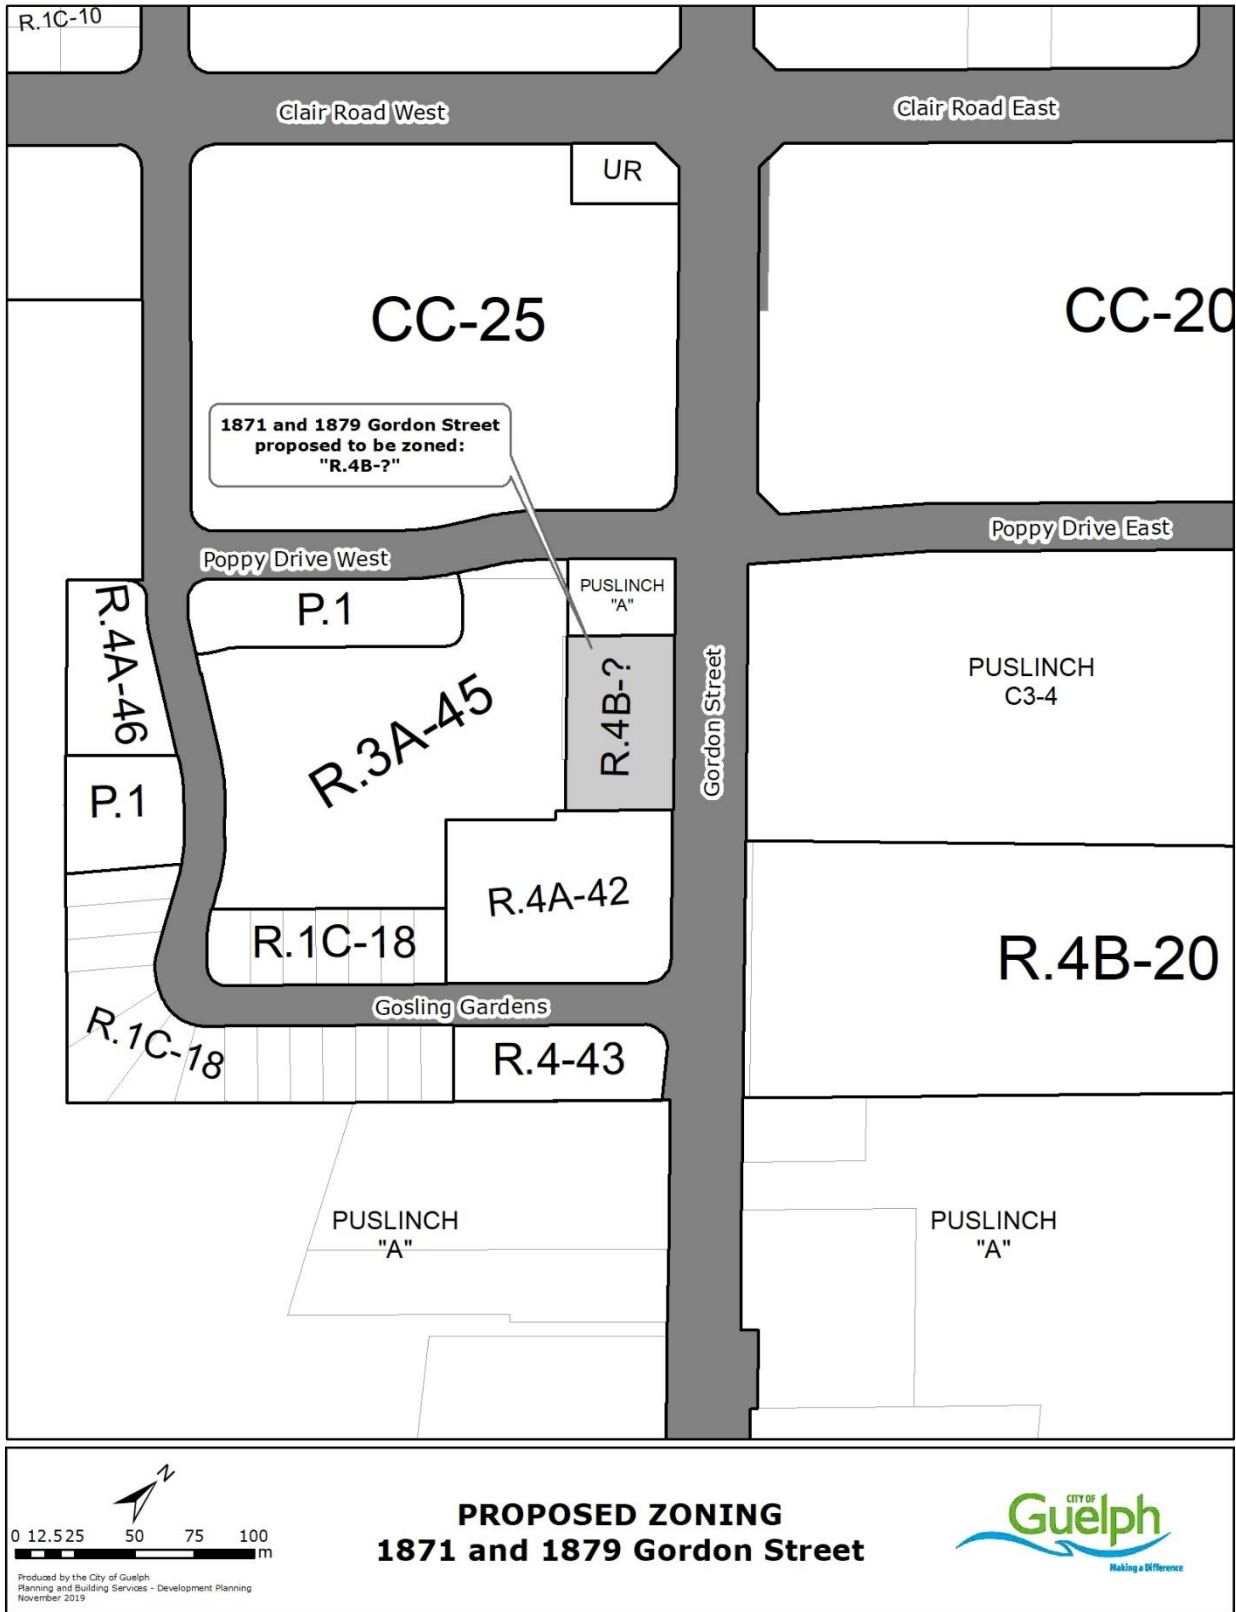 R.1C-10
Clair Road West
Clair Road East
UR
CC-25
CC-20
1871 and 1879 Gordon Street
proposed to be zoned:
"R.4B-?"
Poppy Drive West
Poppy Drive East
P.1
PUSLINCH
"A"
R.4A-46
R.3A-45
R.4B-?
Gordon Street
PUSLINCH
C3-4
P.1
R.4A-42
R.1C-18
R.4B-20
Gosling Gardens
R.1C-18
R.4-43
PUSLINCH
"A"
PUSLINCH
"A"
N
0 12.5 25 50 75 100
m
Produced by the City of Guelph
Planning and Building Services - Development Planning
November 2019
PROPOSED ZONING
1871 and 1879 Gordon Street
CITY OF
Guelph
Making a Difference